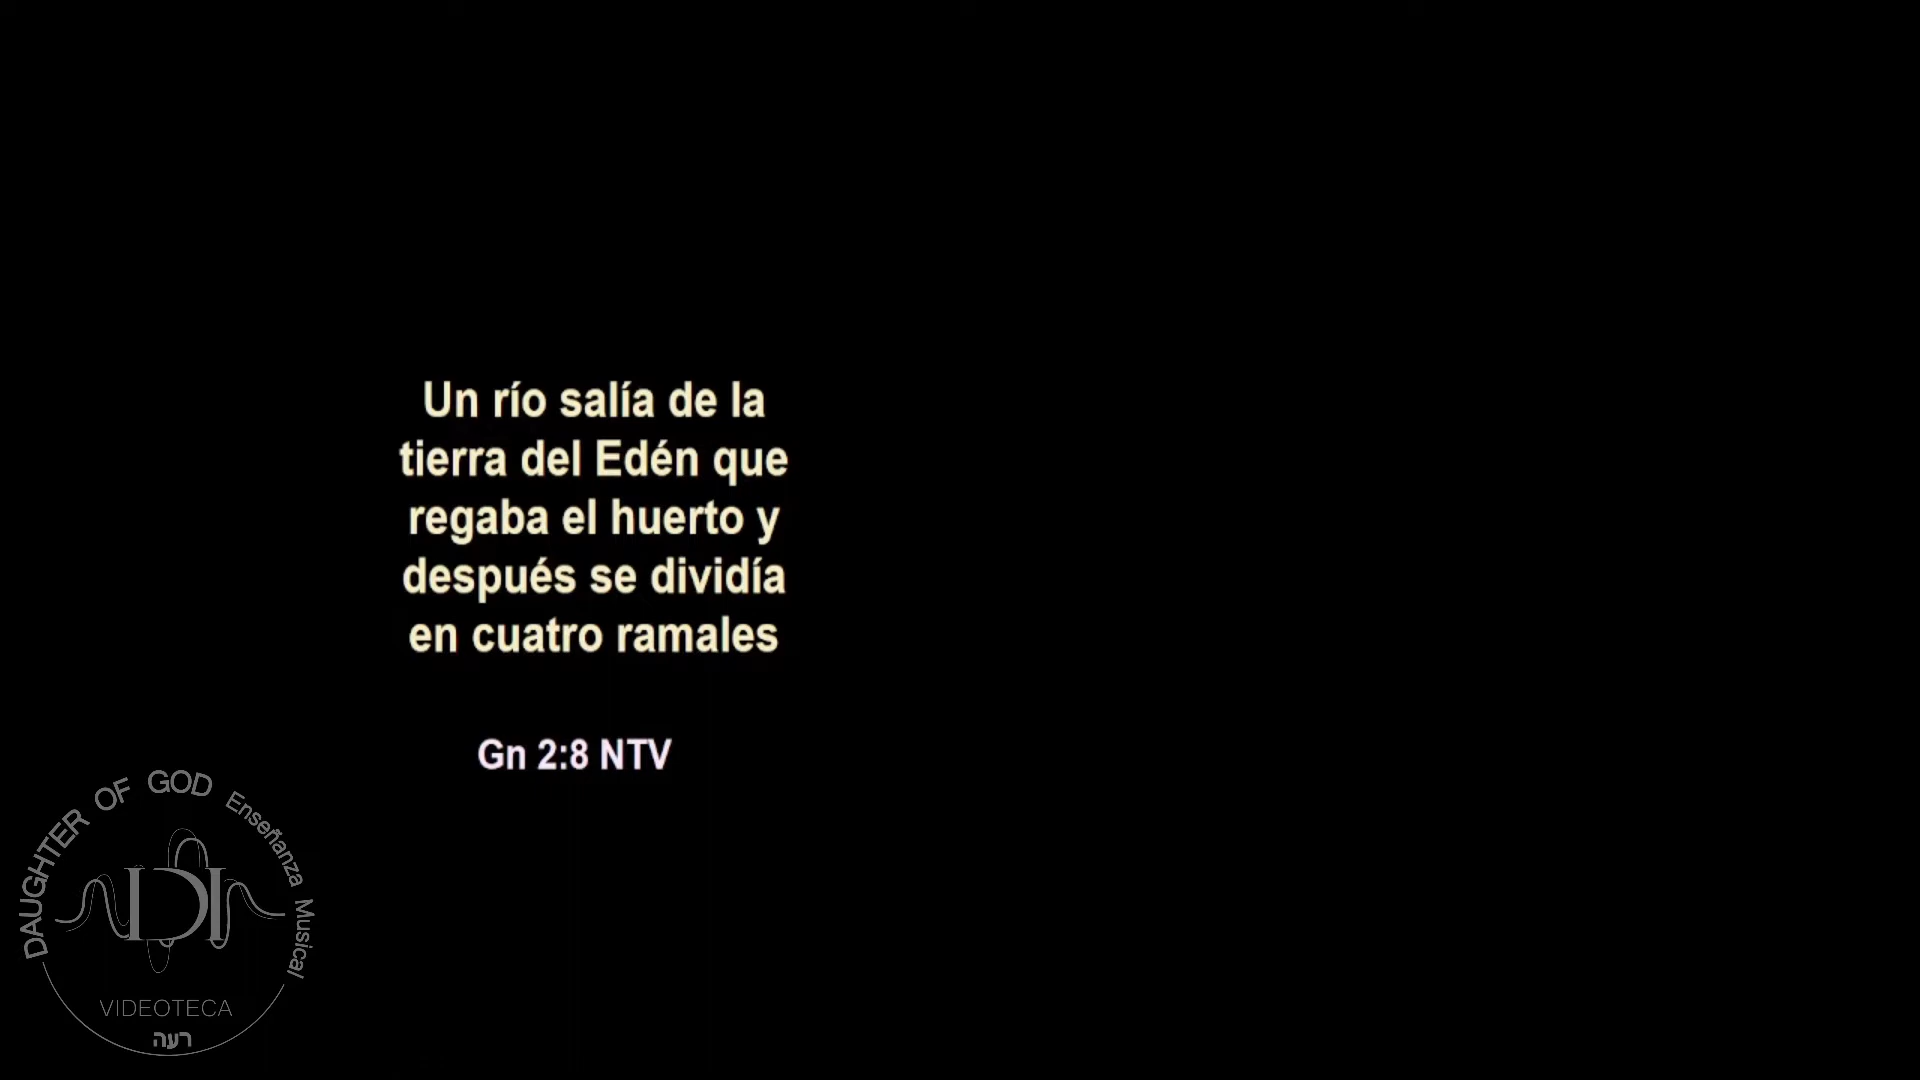 Un río salía de la
tierra del Edén que
regaba el huerto y
después se dividía
en cuatro ramales
Gn 2:8 NTV
DAUGHTER OF GOD Enseñanza Musical
VIDEOTECA
רעה